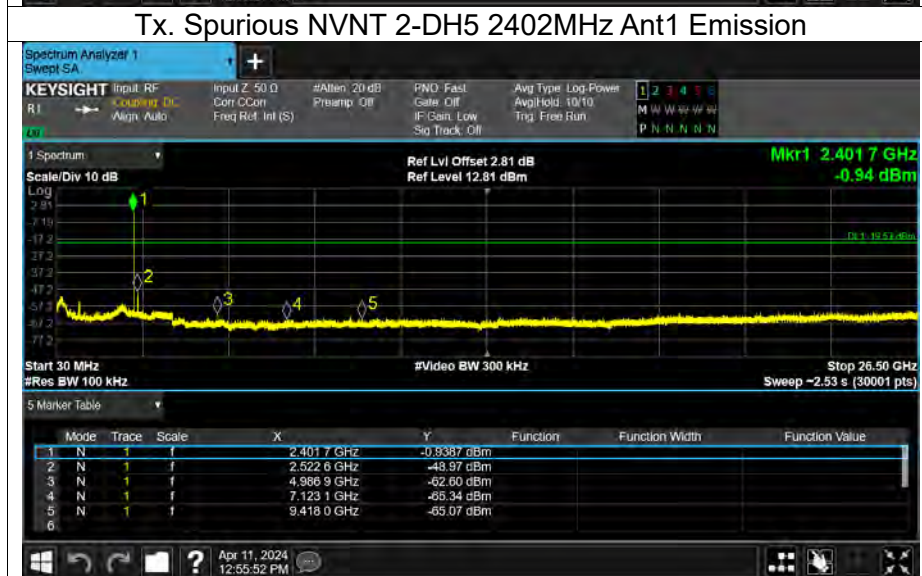 Tx. Spurious NVNT 2-DH5 2402MHz Ant1 Emission
Spectrum Analyzer 1
Swept SA
+
KEYSIGHT Input: RF Input Z: 50 Ω #Atten: 20 dB PNO: Fast Avg Type: Log-Power 1 2 3 4 5 6
R L Coupling: DC Corr CCorr Preamp: Off Gate: Off Avg|Hold: 10/10 M W W W W W
Align: Auto Freq Ref: Int (S) IF Gain: Low Trig: Free Run
Sig Track: Off P N N N N N
1 Spectrum Ref Lvl Offset 2.81 dB Mkr1 2.401 7 GHz
Scale/Div 10 dB Ref Level 12.81 dBm -0.94 dBm
Log
2.81 1
-7.19
-17.2 DL1 -19.53 dBm
-27.2
-37.2 2
-47.2
-57.2 3 4 5
-67.2
-77.2
Start 30 MHz #Video BW 300 kHz Stop 26.50 GHz
#Res BW 100 kHz Sweep ~2.53 s (30001 pts)
5 Marker Table
Mode Trace Scale X Y Function Function Width Function Value
1 N 1 f 2.401 7 GHz -0.9387 dBm
2 N 1 f 2.522 6 GHz -48.97 dBm
3 N 1 f 4.986 9 GHz -62.60 dBm
4 N 1 f 7.123 1 GHz -65.34 dBm
5 N 1 f 9.418 0 GHz -65.07 dBm
6
? Apr 11, 2024
12:55:52 PM